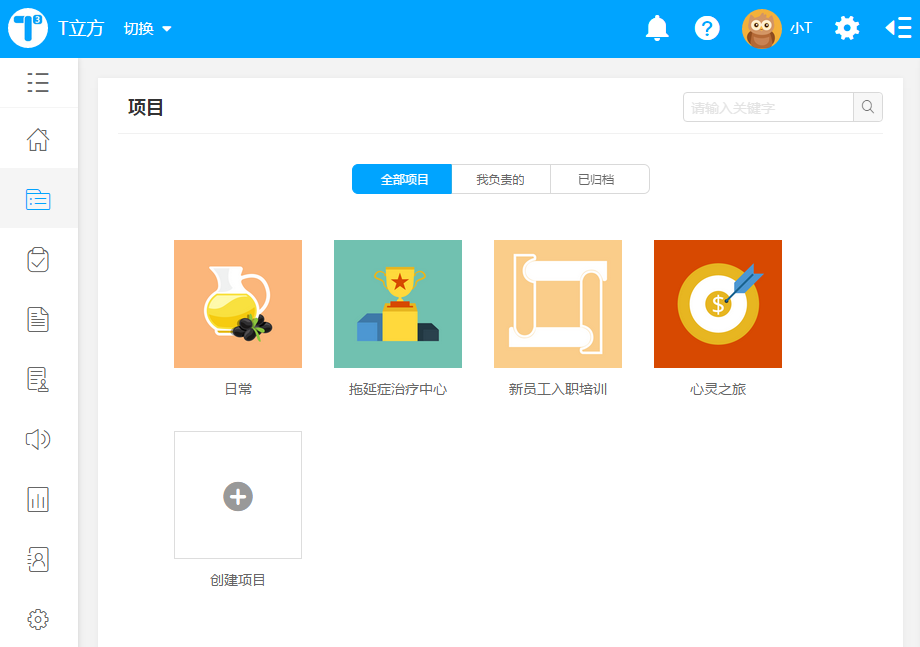 T3 T立方 切换 ? 小T
项目
请输入关键字
全部项目 我负责的 已归档
$
日常 拖延症治疗中心 新员工入职培训 心灵之旅
创建项目